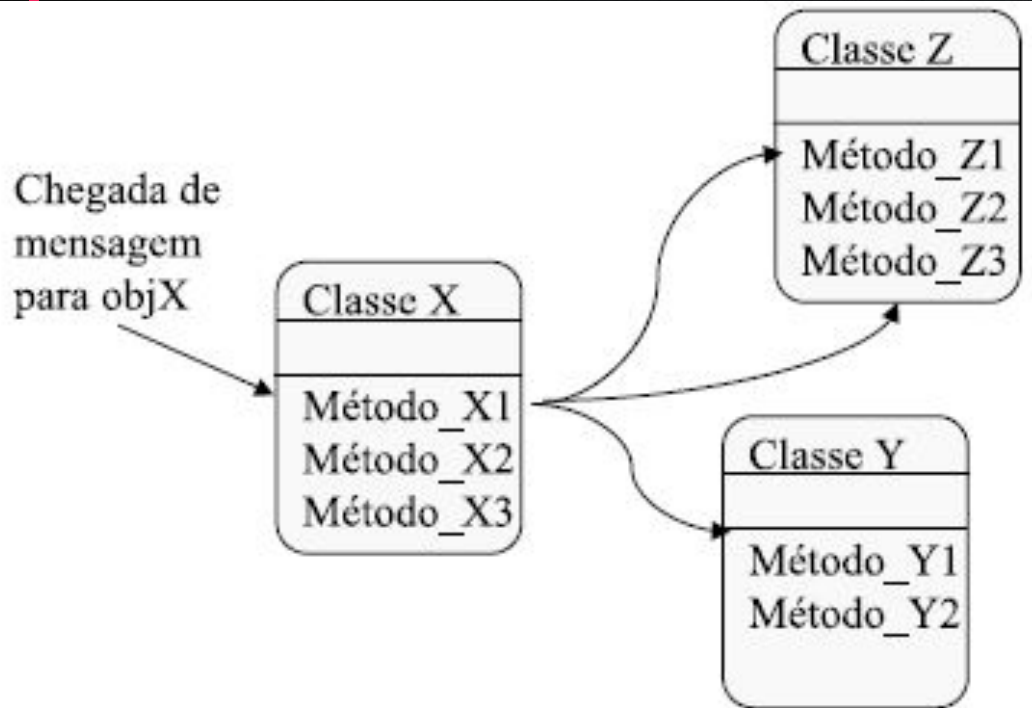 Chegada de
mensagem
para objX
Classe X
Método_X1
Método_X2
Método_X3
Classe Z
Método_Z1
Método_Z2
Método_Z3
Classe Y
Método_Y1
Método_Y2